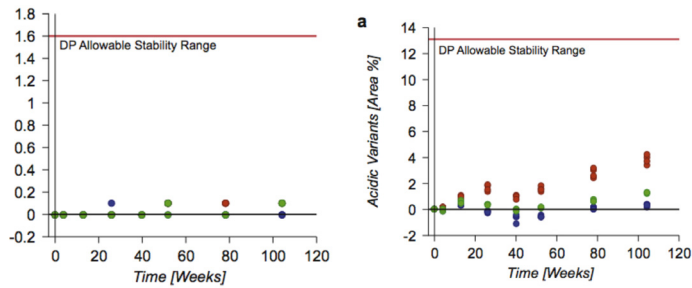 1.8
1.6
DP Allowable Stability Range
1.4
1.2
1
0.8
0.6
0.4
0.2
0
-0.2
0 20 40 60 80 100 120
Time [Weeks]
a
14
12
DP Allowable Stability Range
10
8
6
4
2
0
-2
Acidic Variants [Area %]
0 20 40 60 80 100 120
Time [Weeks]